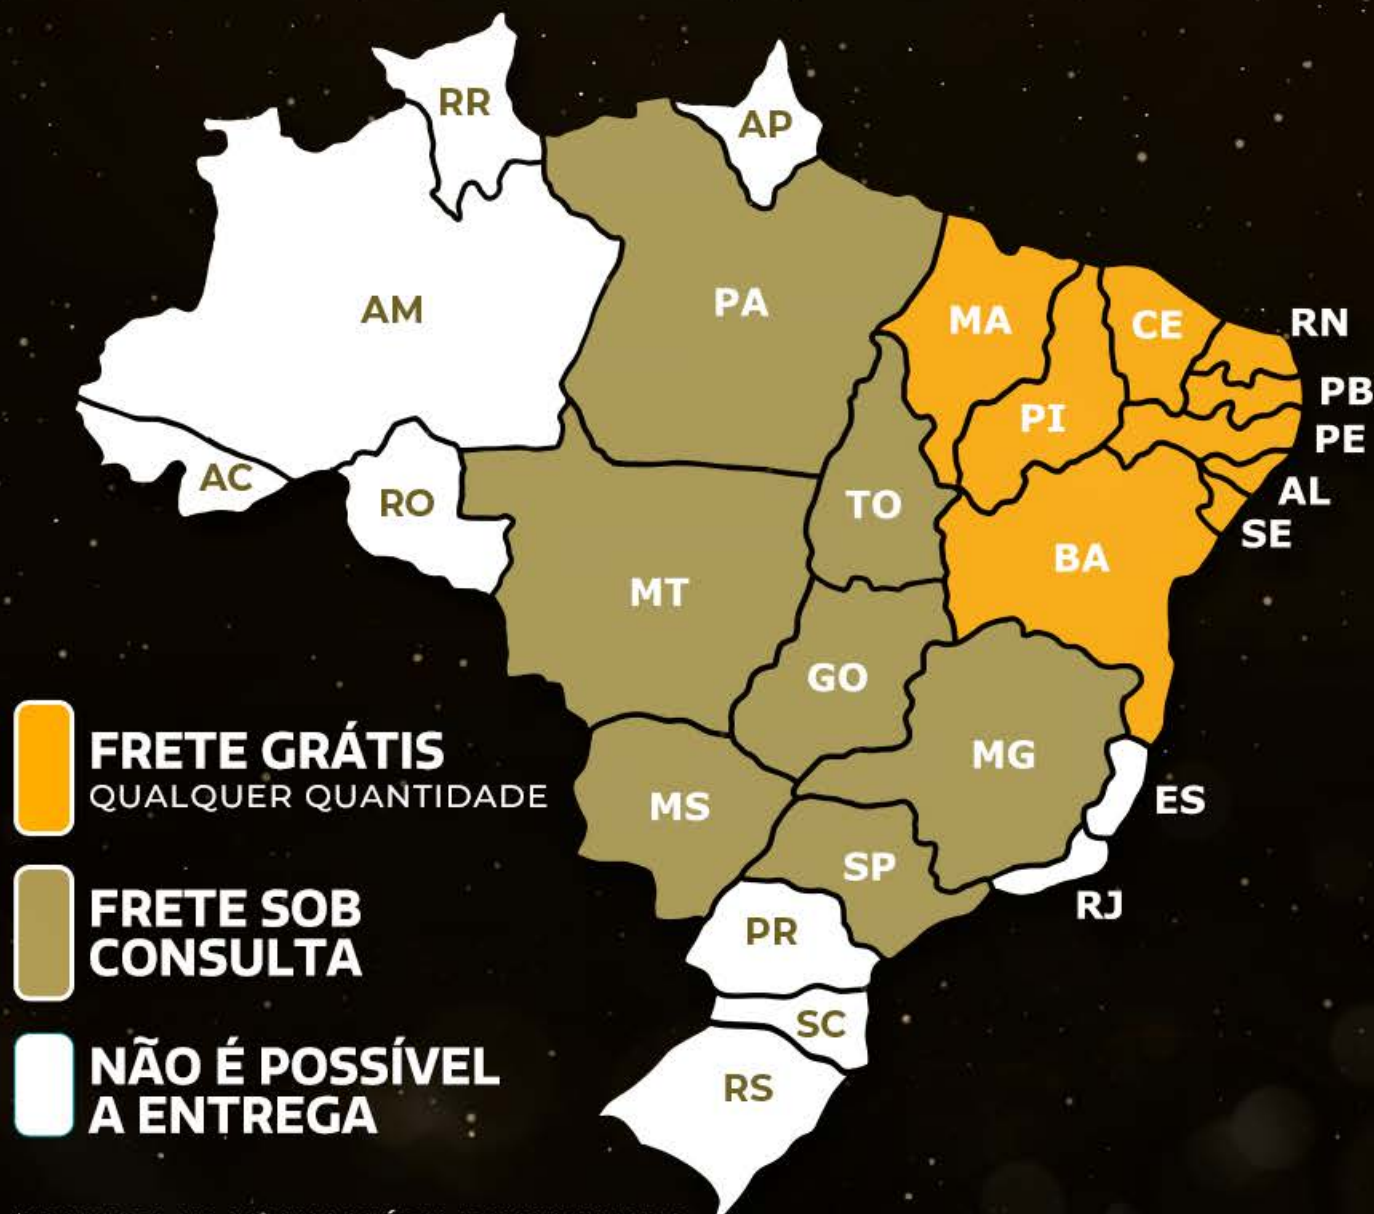 RR
AP
AM
PA
MA
CE
RN
PB
PI
PE
AC
RO
TO
AL
SE
BA
MT
GO
FRETE GRÁTIS
QUALQUER QUANTIDADE
MG
MS
ES
SP
FRETE SOB
CONSULTA
RJ
PR
SC
NÃO É POSSÍVEL
A ENTREGA
RS